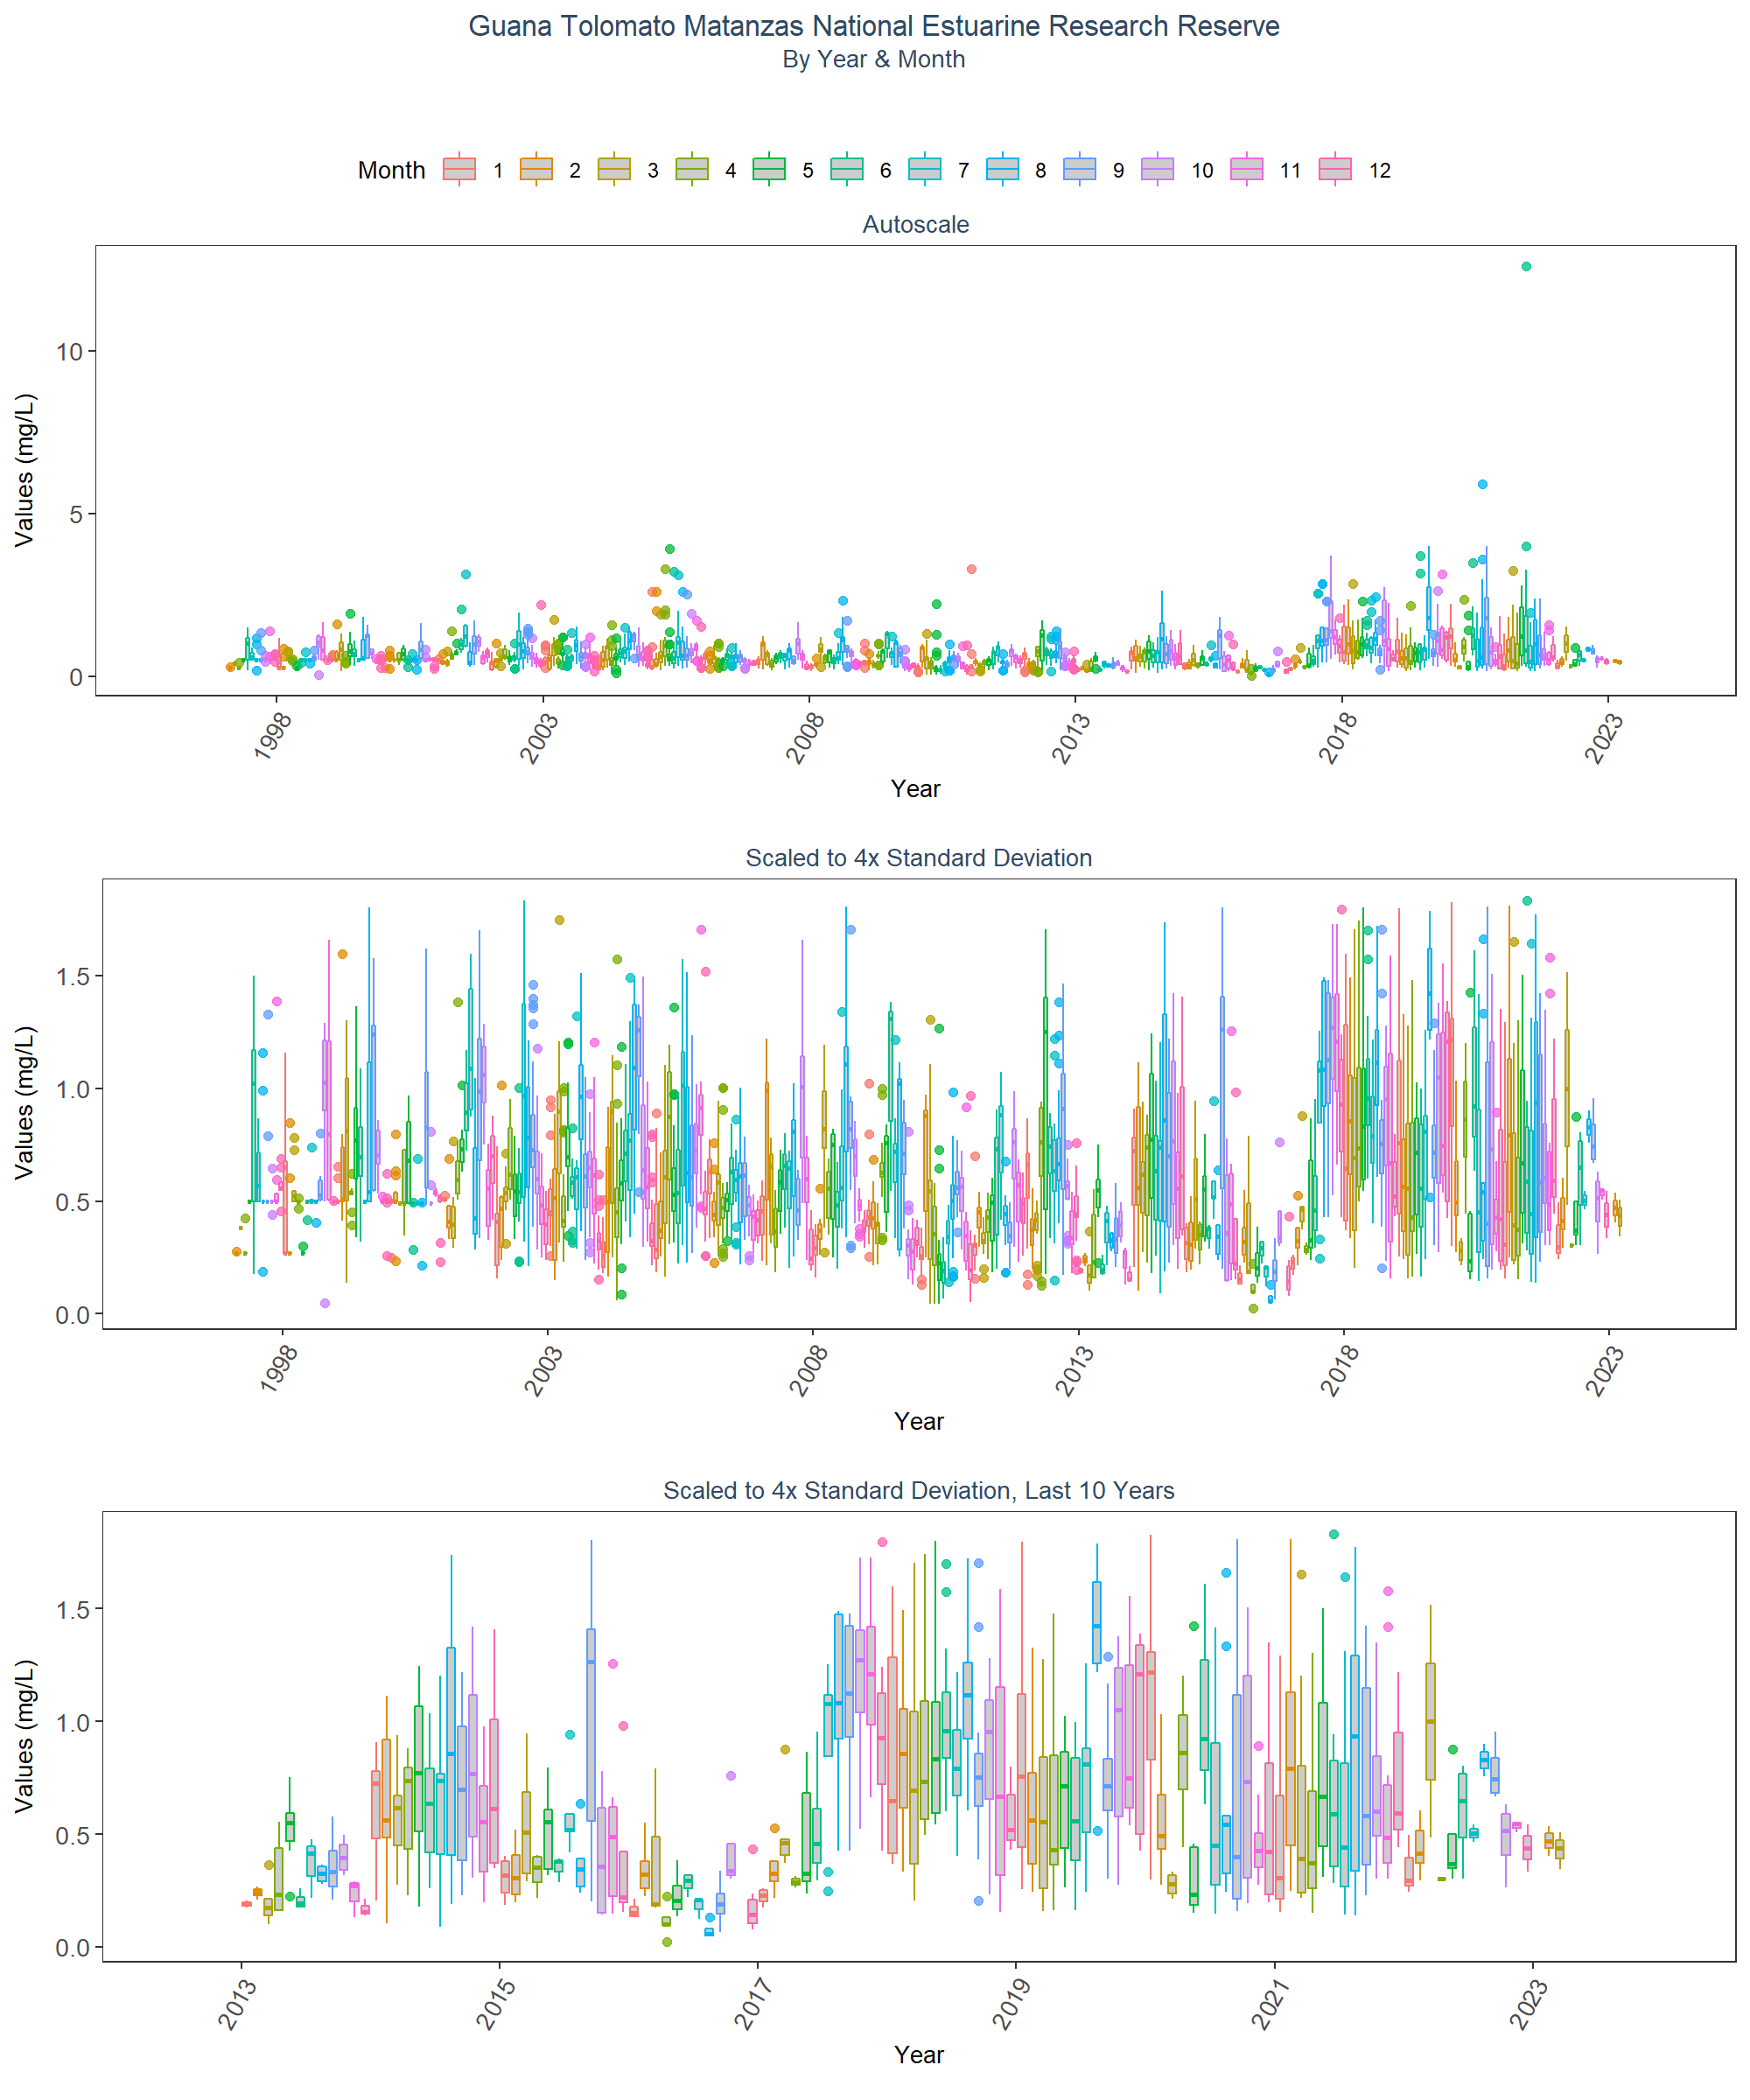 Guana Tolomato Matanzas National Estuarine Research Reserve
By Year & Month
Month 1 2 3 4 5 6 7 8 9 10 11 12
Autoscale
Values (mg/L)
10
5
0
1998 2003 2008 2013 2018 2023
Year
Scaled to 4x Standard Deviation
Values (mg/L)
1.5
1.0
0.5
0.0
1998 2003 2008 2013 2018 2023
Year
Scaled to 4x Standard Deviation, Last 10 Years
Values (mg/L)
1.5
1.0
0.5
0.0
2013 2015 2017 2019 2021 2023
Year